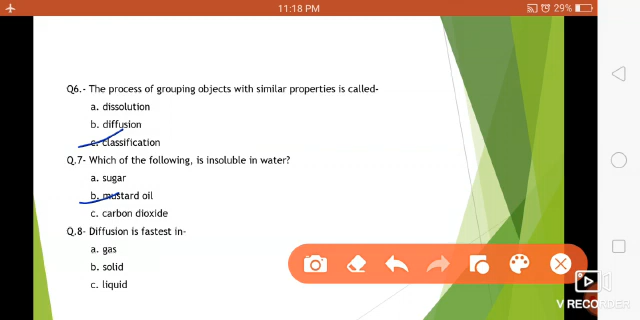 11:18 PM
29%
Q6.- The process of grouping objects with similar properties is called-
a. dissolution
b. diffusion
c. classification
Q.7- Which of the following, is insoluble in water?
a. sugar
b. mustard oil
c. carbon dioxide
Q.8- Diffusion is fastest in-
a. gas
b. solid
c. liquid
V RECORDER